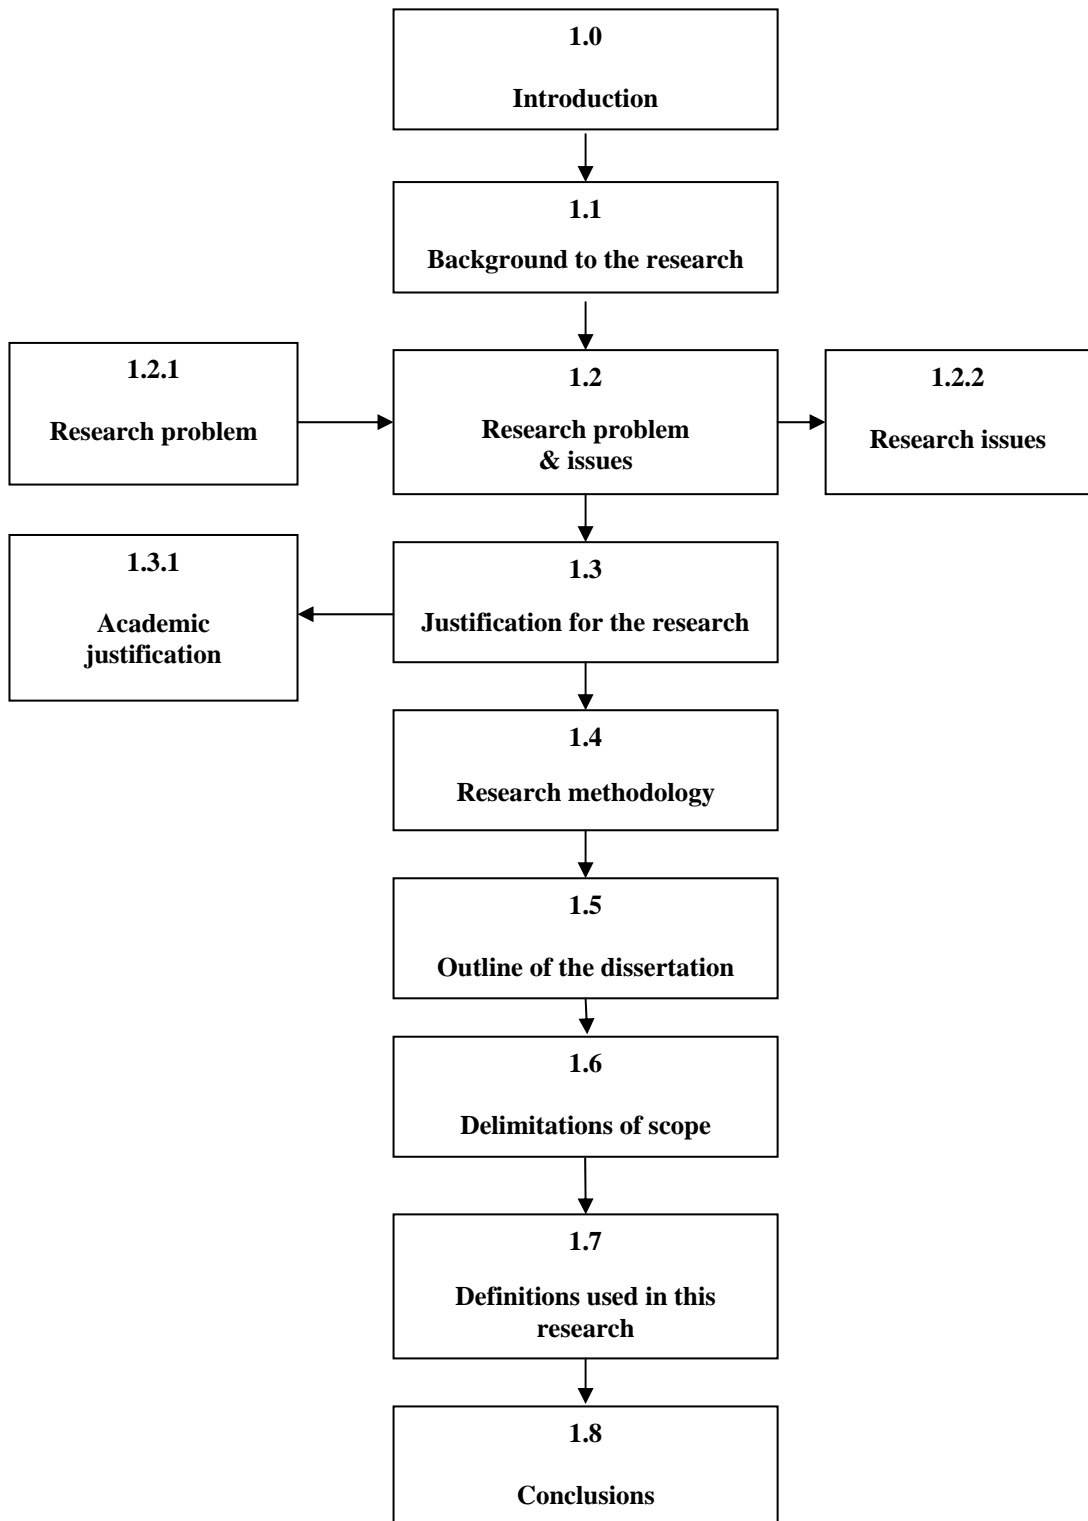 1.0
Introduction
1.1
Background to the research
1.2.1
Research problem
1.2
Research problem
& issues
1.2.2
Research issues
1.3.1
Academic
justification
1.3
Justification for the research
1.4
Research methodology
1.5
Outline of the dissertation
1.6
Delimitations of scope
1.7
Definitions used in this
research
1.8
Conclusions